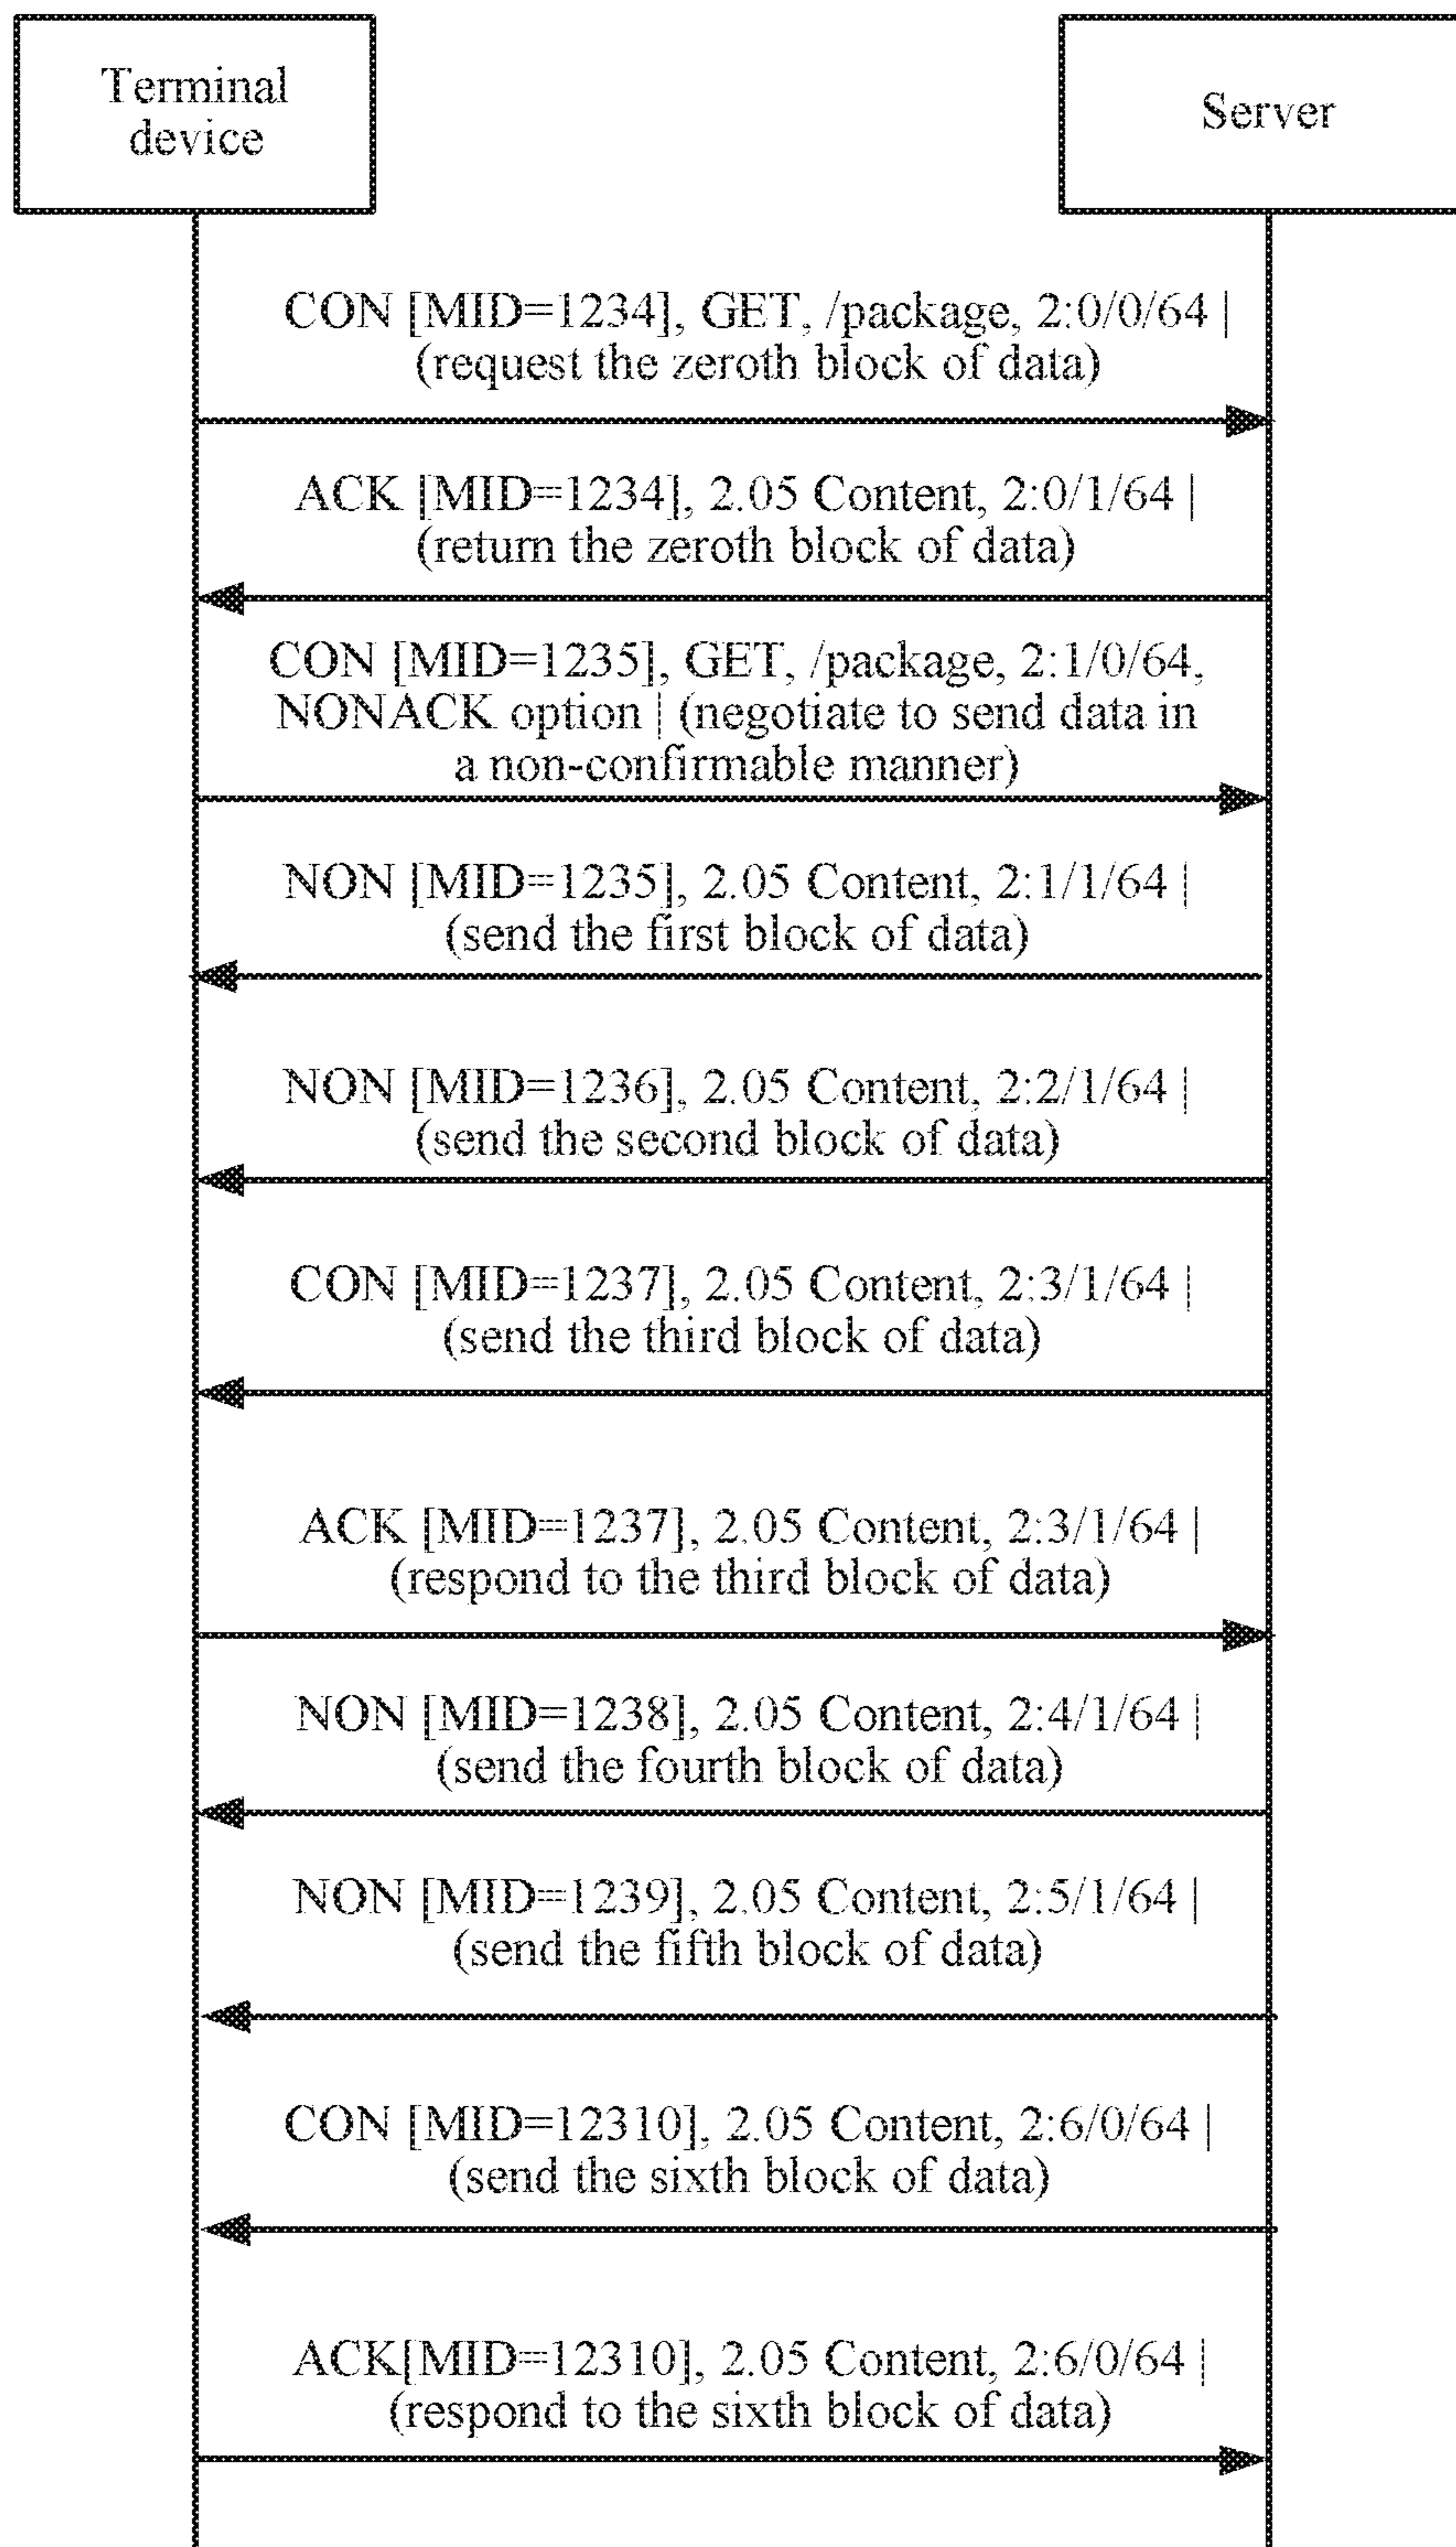 Terminal
device
Server
CON [MID=1234], GET, /package, 2:0/0/64 |
(request the zeroth block of data)
ACK [MID=1234], 2.05 Content, 2:0/1/64 |
(return the zeroth block of data)
CON [MID=1235], GET, /package, 2:1/0/64,
NONACK option | (negotiate to send data in
a non-confirmable manner)
NON [MID=1235], 2.05 Content, 2:1/1/64 |
(send the first block of data)
NON [MID=1236], 2.05 Content, 2:2/1/64 |
(send the second block of data)
CON [MID=1237], 2.05 Content, 2:3/1/64 |
(send the third block of data)
ACK [MID=1237], 2.05 Content, 2:3/1/64 |
(respond to the third block of data)
NON [MID=1238], 2.05 Content, 2:4/1/64 |
(send the fourth block of data)
NON [MID=1239], 2.05 Content, 2:5/1/64 |
(send the fifth block of data)
CON [MID=12310], 2.05 Content, 2:6/0/64 |
(send the sixth block of data)
ACK[MID=12310], 2.05 Content, 2:6/0/64 |
(respond to the sixth block of data)